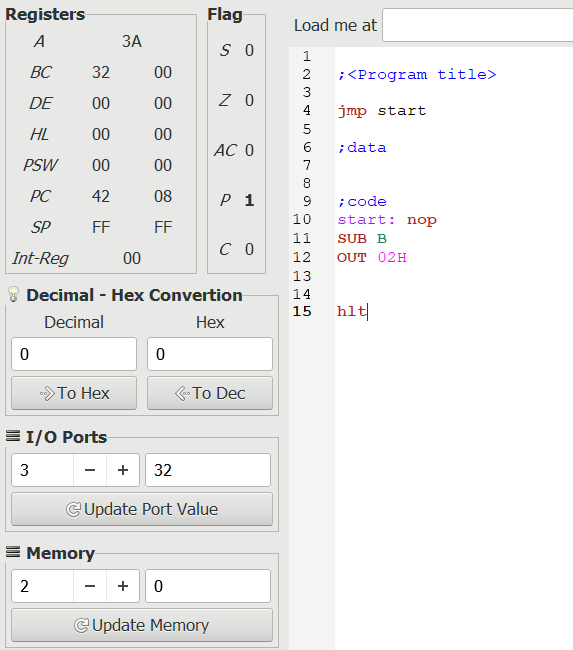 Registers
A 3A
BC 32 00
DE 00 00
HL 00 00
PSW 00 00
PC 42 08
SP FF FF
Int-Reg 00
Flag
S 0
Z 0
AC 0
P 1
C 0
Decimal - Hex Convertion
Decimal Hex
0 0
To Hex To Dec
I/O Ports
3 − + 32
Update Port Value
Memory
2 − + 0
Update Memory
Load me at
1
2 ;<Program title>
3
4 jmp start
5
6 ;data
7
8
9 ;code
10 start: nop
11 SUB B
12 OUT 02H
13
14
15 hlt